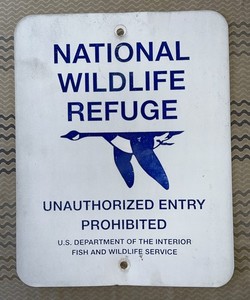 NATIONAL
WILDLIFE
REFUGE
UNAUTHORIZED ENTRY
PROHIBITED
U.S. DEPARTMENT OF THE INTERIOR
FISH AND WILDLIFE SERVICE